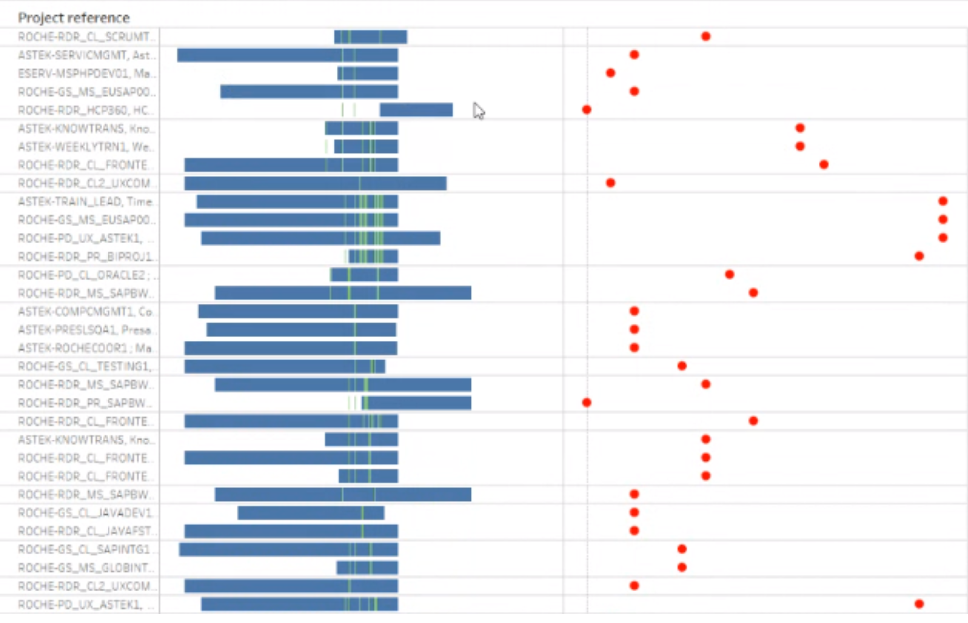 Project reference
ROCHE-RDR_CL_SCRUMT..
ASTEK-SERVICMGMT, Ast..
ESERV-MSPHPDEV01, Ma..
ROCHE-GS_MS_EUSAP00..
ROCHE-RDR_HCP360, HC..
ASTEK-KNOWTRANS, Kno..
ASTEK-WEEKLYTRN1, We..
ROCHE-RDR_CL_FRONTE..
ROCHE-RDR_CL2_UXCOM..
ASTEK-TRAIN_LEAD, Time..
ROCHE-GS_MS_EUSAP00..
ROCHE-PD_UX_ASTEK1, ..
ROCHE-RDR_PR_BIPROJ1..
ROCHE-PD_CL_ORACLE2; ..
ROCHE-RDR_MS_SAPBW..
ASTEK-COMPCMGMT1, Co..
ASTEK-PRESLSQA1, Presa..
ASTEK-ROCHECOOR1; Ma..
ROCHE-GS_CL_TESTING1, ..
ROCHE-RDR_MS_SAPBW..
ROCHE-RDR_PR_SAPBW..
ROCHE-RDR_CL_FRONTE..
ASTEK-KNOWTRANS, Kno..
ROCHE-RDR_CL_FRONTE..
ROCHE-RDR_CL_FRONTE..
ROCHE-RDR_MS_SAPBW..
ROCHE-GS_CL_JAVADEV1..
ROCHE-RDR_CL_JAVAFST..
ROCHE-GS_CL_SAPINTG1..
ROCHE-GS_MS_GLOBINT..
ROCHE-RDR_CL2_UXCOM..
ROCHE-PD_UX_ASTEK1, ..